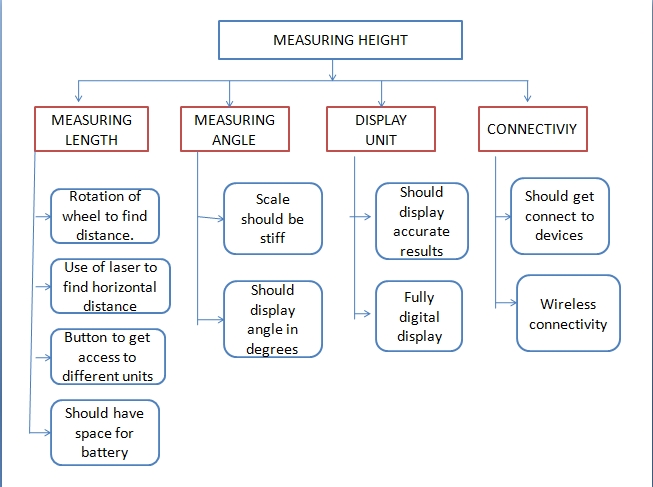 MEASURING HEIGHT
MEASURING
LENGTH
MEASURING
ANGLE
DISPLAY
UNIT
CONNECTIVIY
Rotation of
wheel to find
distance.
Use of laser to
find horizontal
distance
Button to get
access to
different units
Should have
space for
battery
Scale
should be
stiff
Should
display
angle in
degrees
Should
display
accurate
results
Fully
digital
display
Should get
connect to
devices
Wireless
connectivity